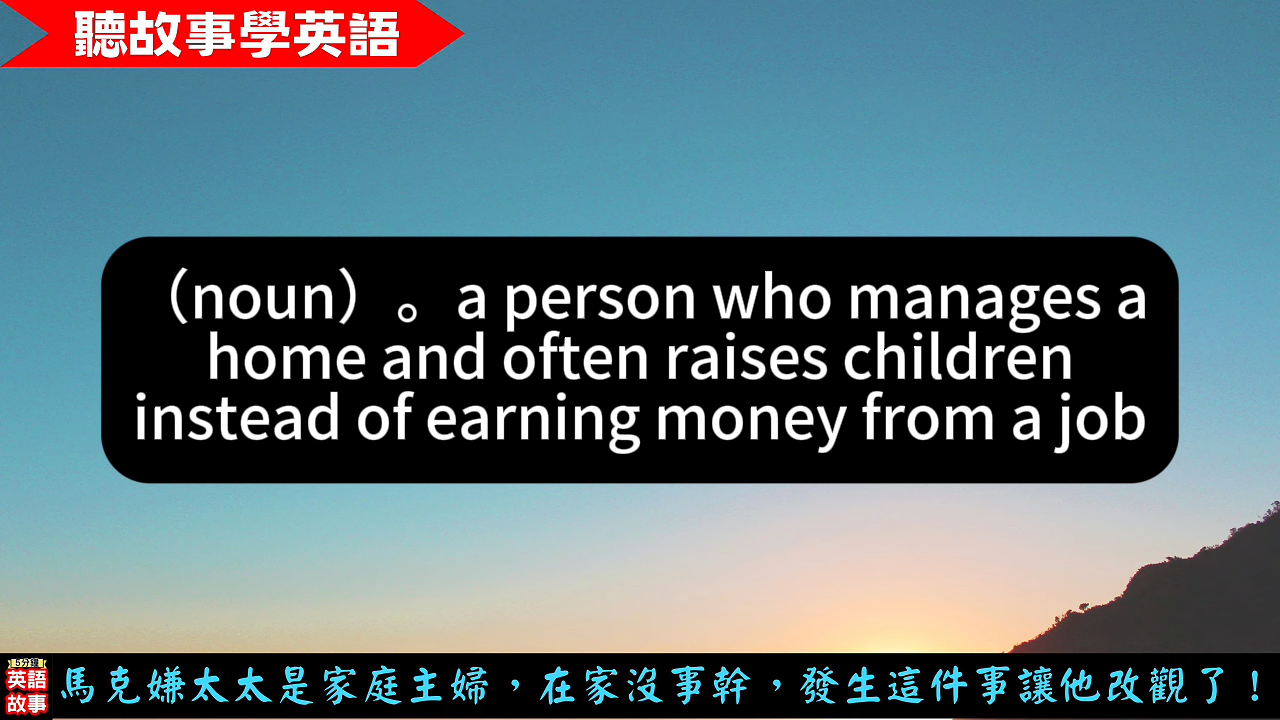 聽故事學英語
（noun）。a person who manages a
home and often raises children
instead of earning money from a job
5分鐘
英語
故事
馬克嫌太太是家庭主婦，在家沒事幹，發生這件事讓他改觀了！